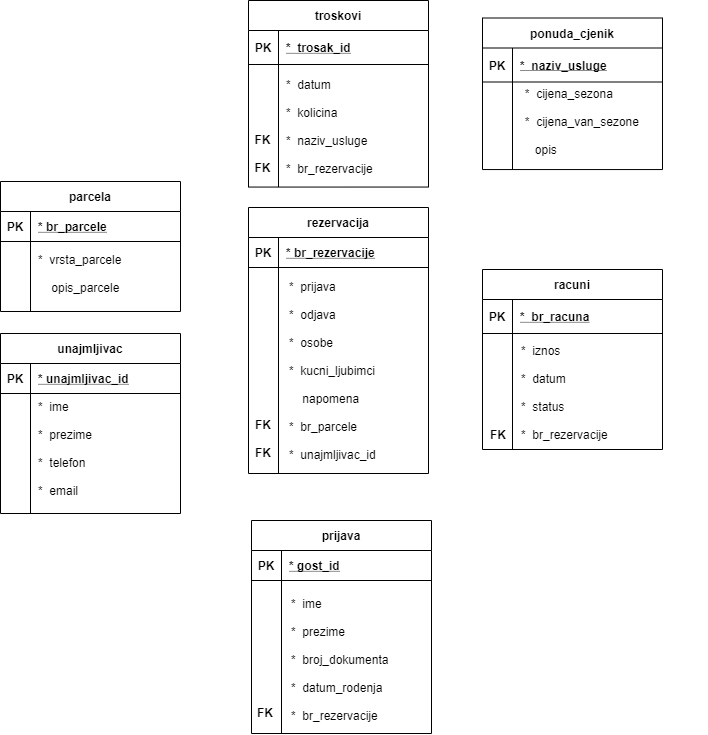 troskovi
PK * trosak_id
* datum
* kolicina
FK * naziv_usluge
FK * br_rezervacije
ponuda_cjenik
PK * naziv_usluge
* cijena_sezona
* cijena_van_sezone
opis
parcela
PK * br_parcele
* vrsta_parcele
opis_parcele
rezervacija
PK * br_rezervacije
* prijava
* odjava
* osobe
* kucni_ljubimci
napomena
FK * br_parcele
FK * unajmljivac_id
racuni
PK * br_racuna
* iznos
* datum
* status
FK * br_rezervacije
unajmljivac
PK * unajmljivac_id
* ime
* prezime
* telefon
* email
prijava
PK * gost_id
* ime
* prezime
* broj_dokumenta
* datum_rodenja
FK * br_rezervacije